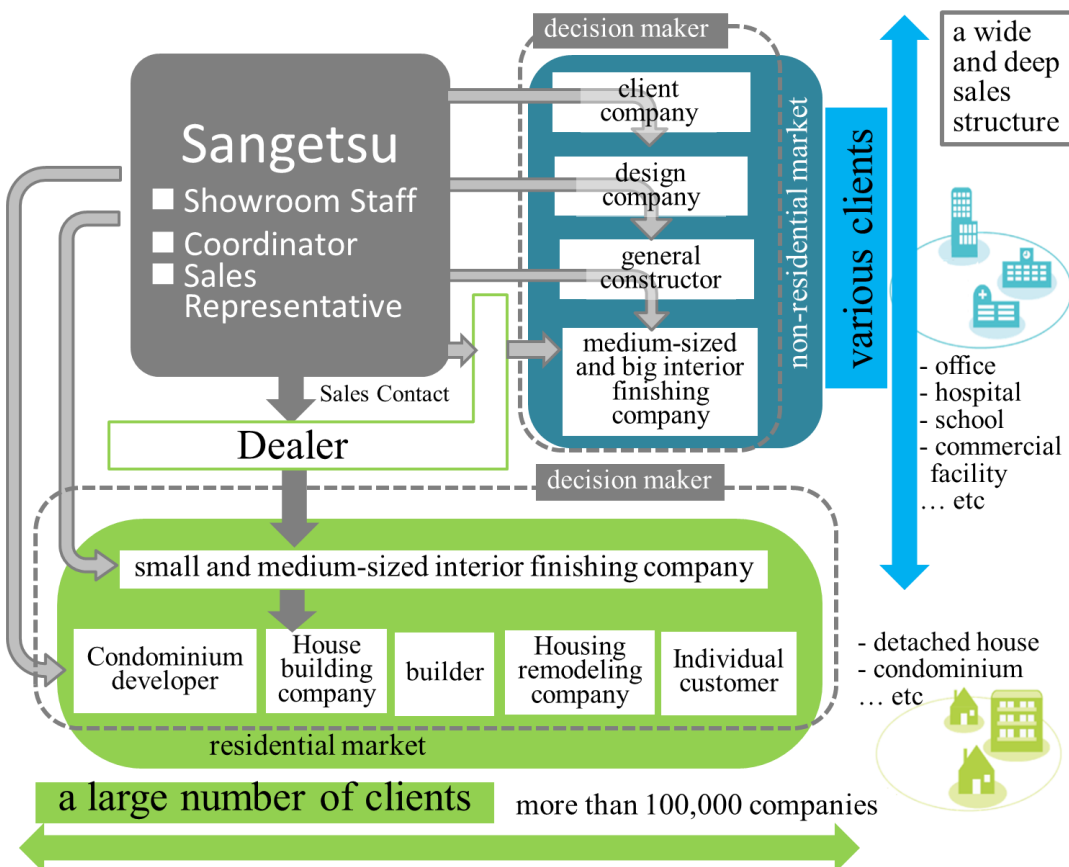 decision maker
a wide
and deep
sales
structure
Sangetsu
Showroom Staff
Coordinator
Sales
Representative
client
company
design
company
general
constructor
medium-sized
and big interior
finishing
company
non-residential market
various clients
- office
- hospital
- school
- commercial
facility
… etc
Sales Contact
Dealer
decision maker
small and medium-sized interior finishing company
Condominium
developer
House
building
company
builder
Housing
remodeling
company
Individual
customer
residential market
- detached house
- condominium
… etc
a large number of clients
more than 100,000 companies